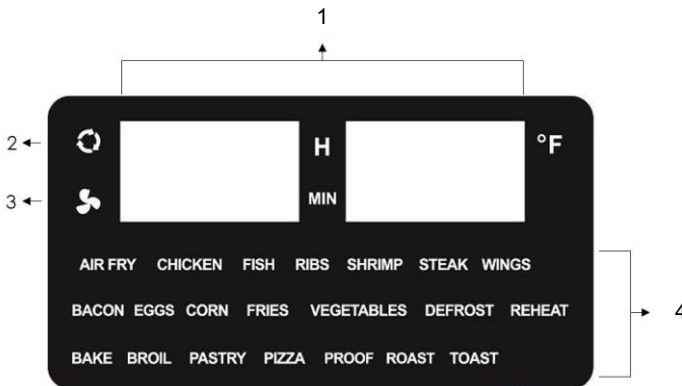 1
2 H °F
3 MIN
AIR FRY CHICKEN FISH RIBS SHRIMP STEAK WINGS
BACON EGGS CORN FRIES VEGETABLES DEFROST REHEAT 4
BAKE BROIL PASTRY PIZZA PROOF ROAST TOAST